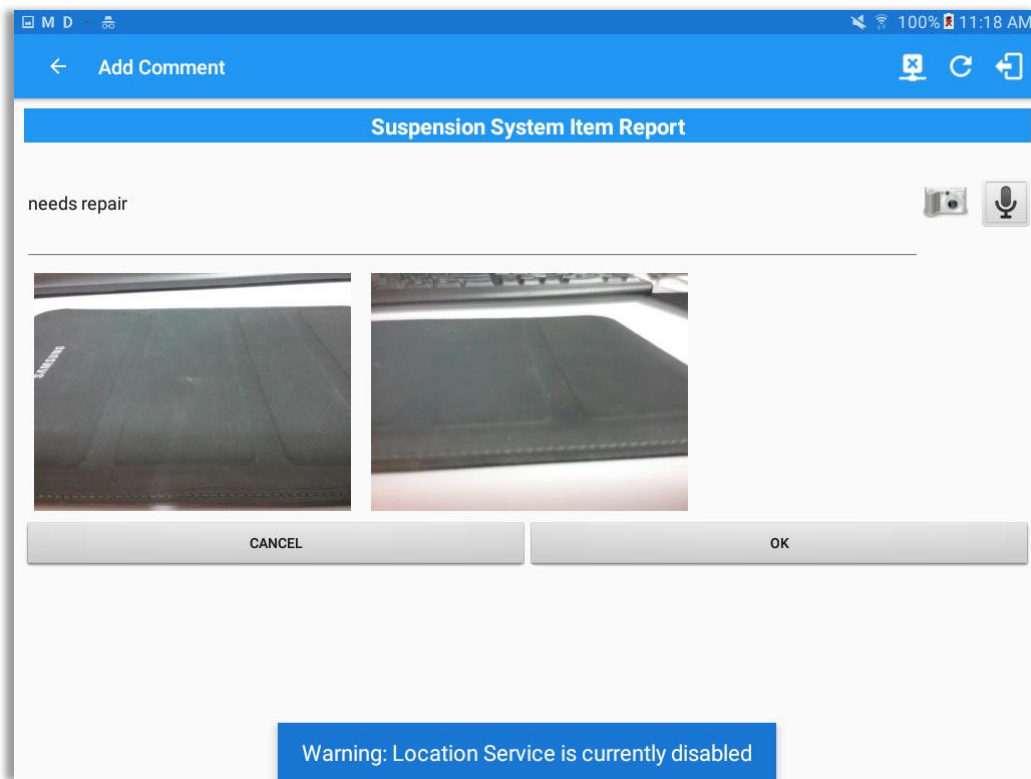 M D
100% 11:18 AM
Add Comment
Suspension System Item Report
needs repair
SAMSUNG
CANCEL
OK
Warning: Location Service is currently disabled